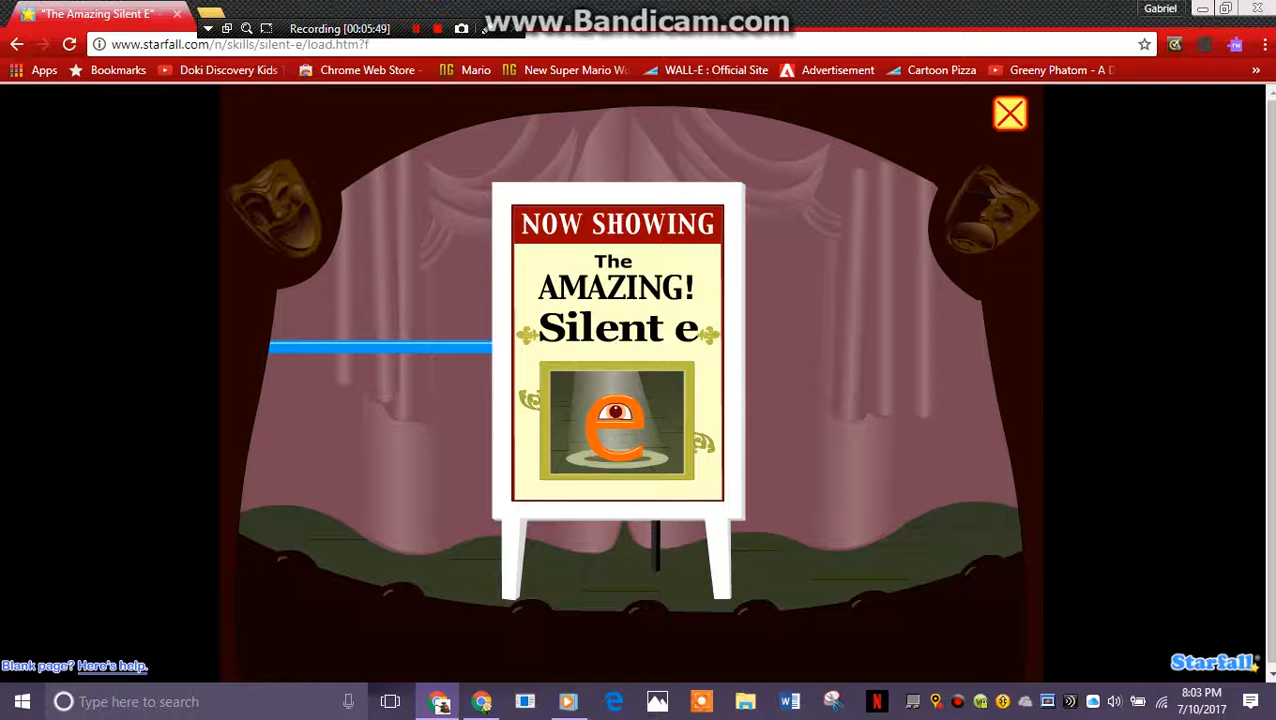 "The Amazing Silent E"
Recording [00:05:49]
www.Bandicam.com
Gabriel
www.starfall.com/n/skills/silent-e/load.htm?f
Apps Bookmarks Doki Discovery Kids Chrome Web Store - NG Mario NG New Super Mario Wo WALL-E : Official Site Advertisement Cartoon Pizza Greeny Phatom - A D
NOW SHOWING
The
AMAZING!
Silent e
e
Blank page? Here's help.
Starfall
Type here to search
8:03 PM
7/10/2017